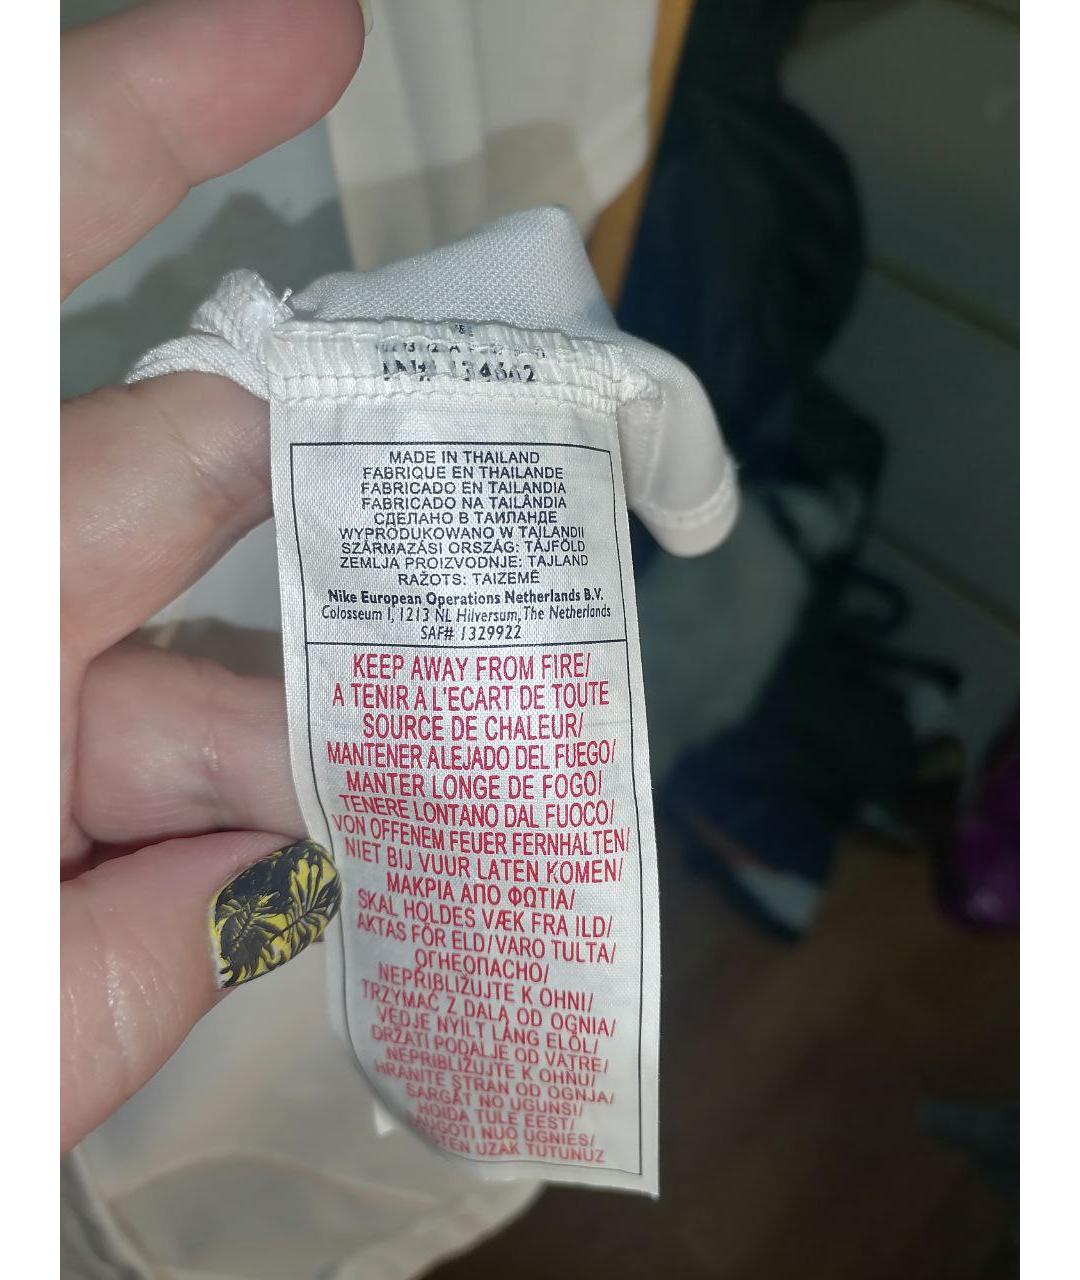 MADE IN THAILAND
FABRIQUE EN THAILANDE
FABRICADO EN TAILANDIA
FABRICADO NA TAILÂNDIA
СДЕЛАНО В ТАИЛАНДЕ
WYPRODUKOWANO W TAJLANDII
SZÁRMAZÁSI ORSZÁG: TÁJFÖLD
ZEMLJA PROIZVODNJE: TAJLAND
RAŽOTS: TAIZEMĒ
Nike European Operations Netherlands B.V.
Colosseum 1, 1213 NL Hilversum, The Netherlands
SAF# 1329922
KEEP AWAY FROM FIRE/
A TENIR A L'ECART DE TOUTE
SOURCE DE CHALEUR/
MANTENER ALEJADO DEL FUEGO/
MANTER LONGE DE FOGO/
TENERE LONTANO DAL FUOCO/
VON OFFENEM FEUER FERNHALTEN/
NIET BIJ VUUR LATEN KOMEN/
ΜΑΚΡΙΑ ΑΠΟ ΦΩΤΙΑ/
SKAL HOLDES VÆK FRA ILD/
AKTAS FÖR ELD/VARO TULTA/
ОГНЕОПАСНО/
NEPŘIBLIŽUJTE K OHNI/
TRZYMAĆ Z DALA OD OGNIA/
VEDJE NYÍLT LÁNG ELŐL/
DRŽATI PODALJE OD VATRE/
NEPRIBLIŽUJTE K OHŇU/
HRANITE STRAN OD OGNJA/
SARGĀT NO UGUNS!/
HOIDA TULE EEST/
SAUGOTI NUO UGNIES/
UZAK TUTUNUZ